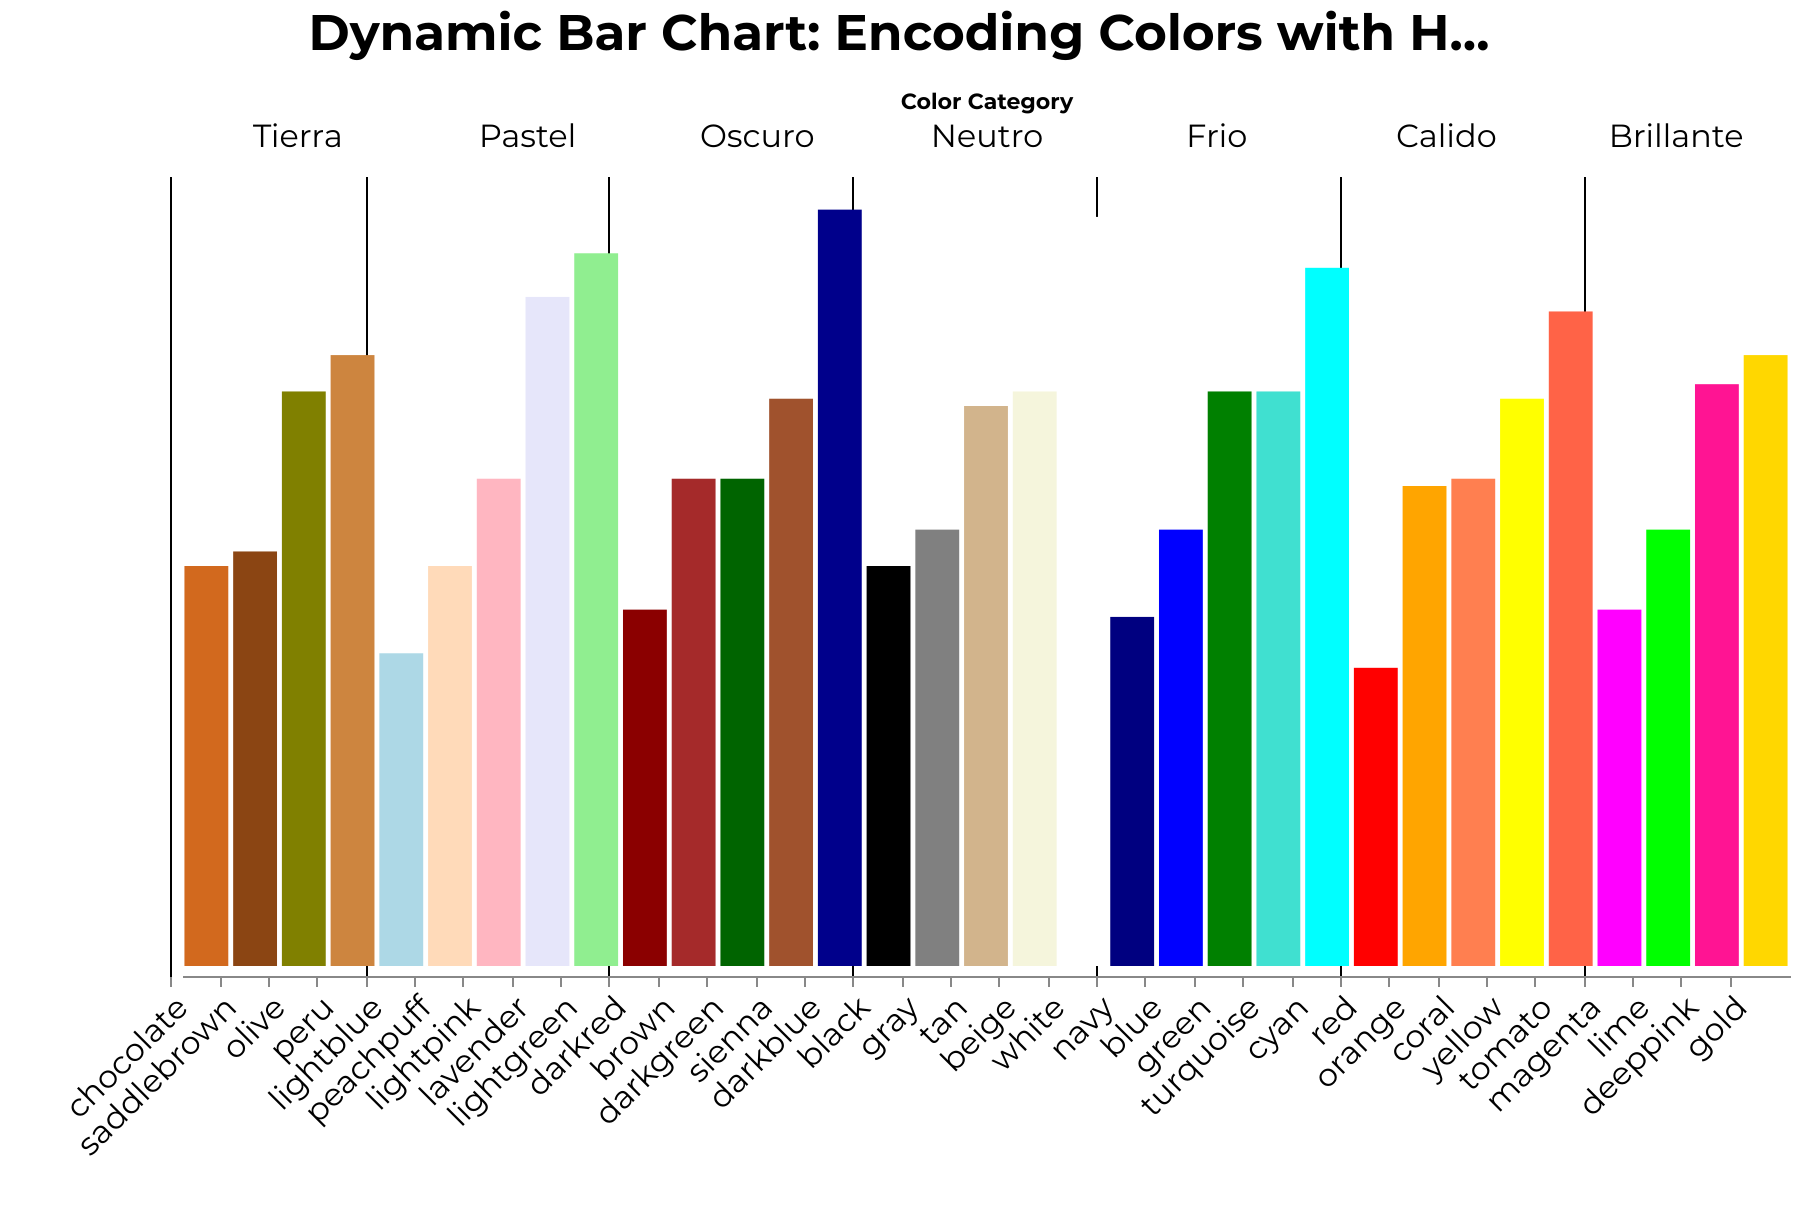 Dynamic Bar Chart: Encoding Colors with H...
Color Category
Tierra Pastel Oscuro Neutro Frio Calido Brillante
chocolate
saddlebrown
olive
peru
lightblue
peachpuff
lightpink
lavender
lightgreen
darkred
brown
darkgreen
sienna
darkblue
black
gray
tan
beige
white
navy
blue
green
turquoise
cyan
red
orange
coral
yellow
tomato
magenta
lime
deeppink
gold